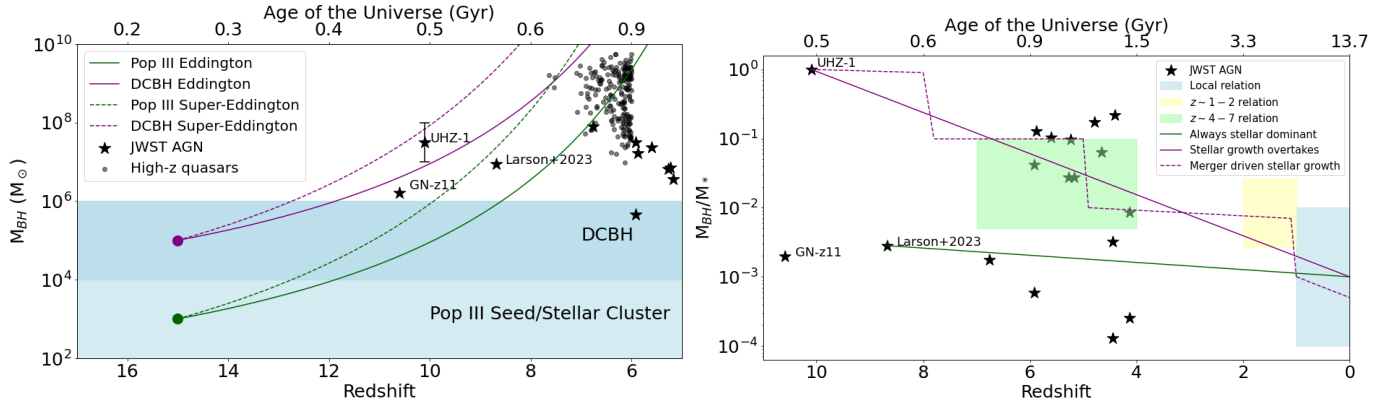 Age of the Universe (Gyr)
0.2 0.3 0.4 0.5 0.6 0.9
10^10
10^8
10^6
10^4
10^2
M_BH (M_⊙)
Pop III Eddington
DCBH Eddington
Pop III Super-Eddington
DCBH Super-Eddington
JWST AGN
High-z quasars
UHZ-1
Larson+2023
GN-z11
DCBH
Pop III Seed/Stellar Cluster
16 14 12 10 8 6
Redshift
Age of the Universe (Gyr)
0.5 0.6 0.9 1.5 3.3 13.7
10^0
10^-1
10^-2
10^-3
10^-4
M_BH/M_*
UHZ-1
JWST AGN
Local relation
z ~ 1 - 2 relation
z ~ 4 - 7 relation
Always stellar dominant
Stellar growth overtakes
Merger driven stellar growth
Larson+2023
GN-z11
10 8 6 4 2 0
Redshift